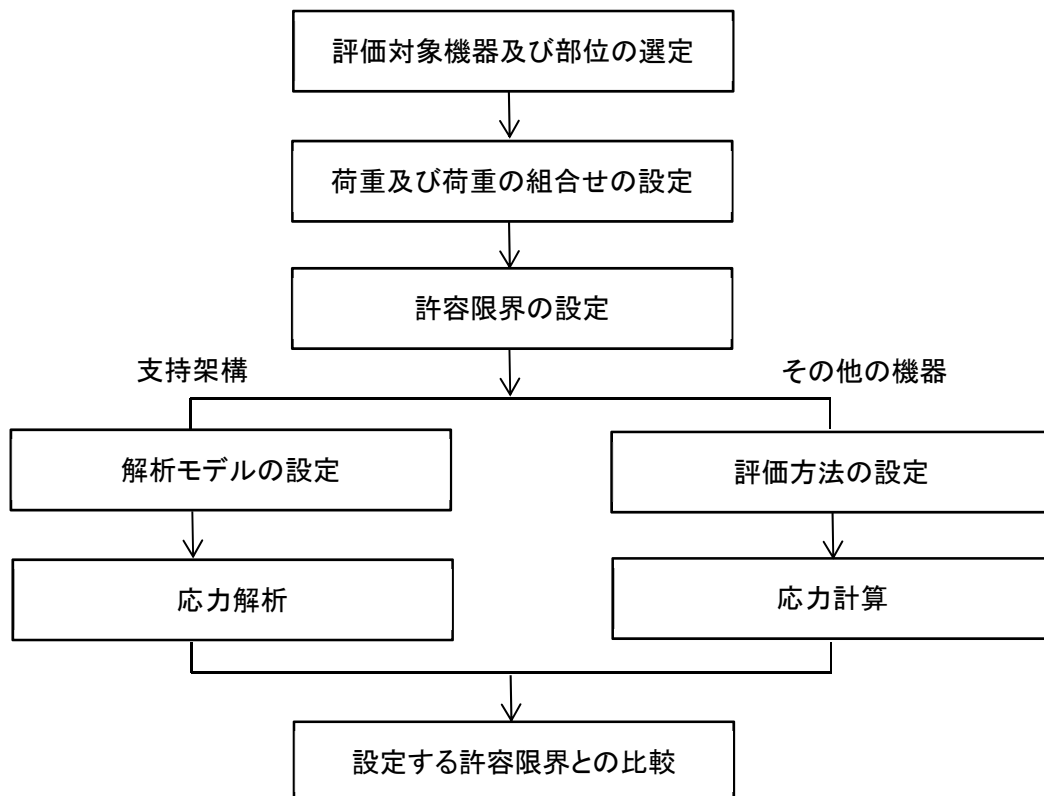 評価対象機器及び部位の選定
荷重及び荷重の組合せの設定
許容限界の設定
支持架構
その他の機器
解析モデルの設定
評価方法の設定
応力解析
応力計算
設定する許容限界との比較